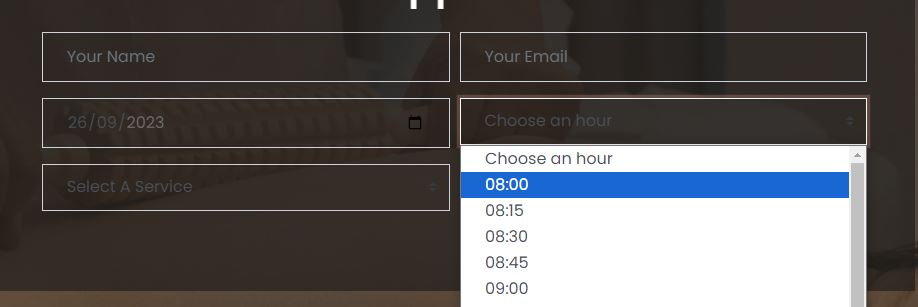 Your Name
Your Email
26/09/2023
Choose an hour
Select A Service
Choose an hour
08:00
08:15
08:30
08:45
09:00